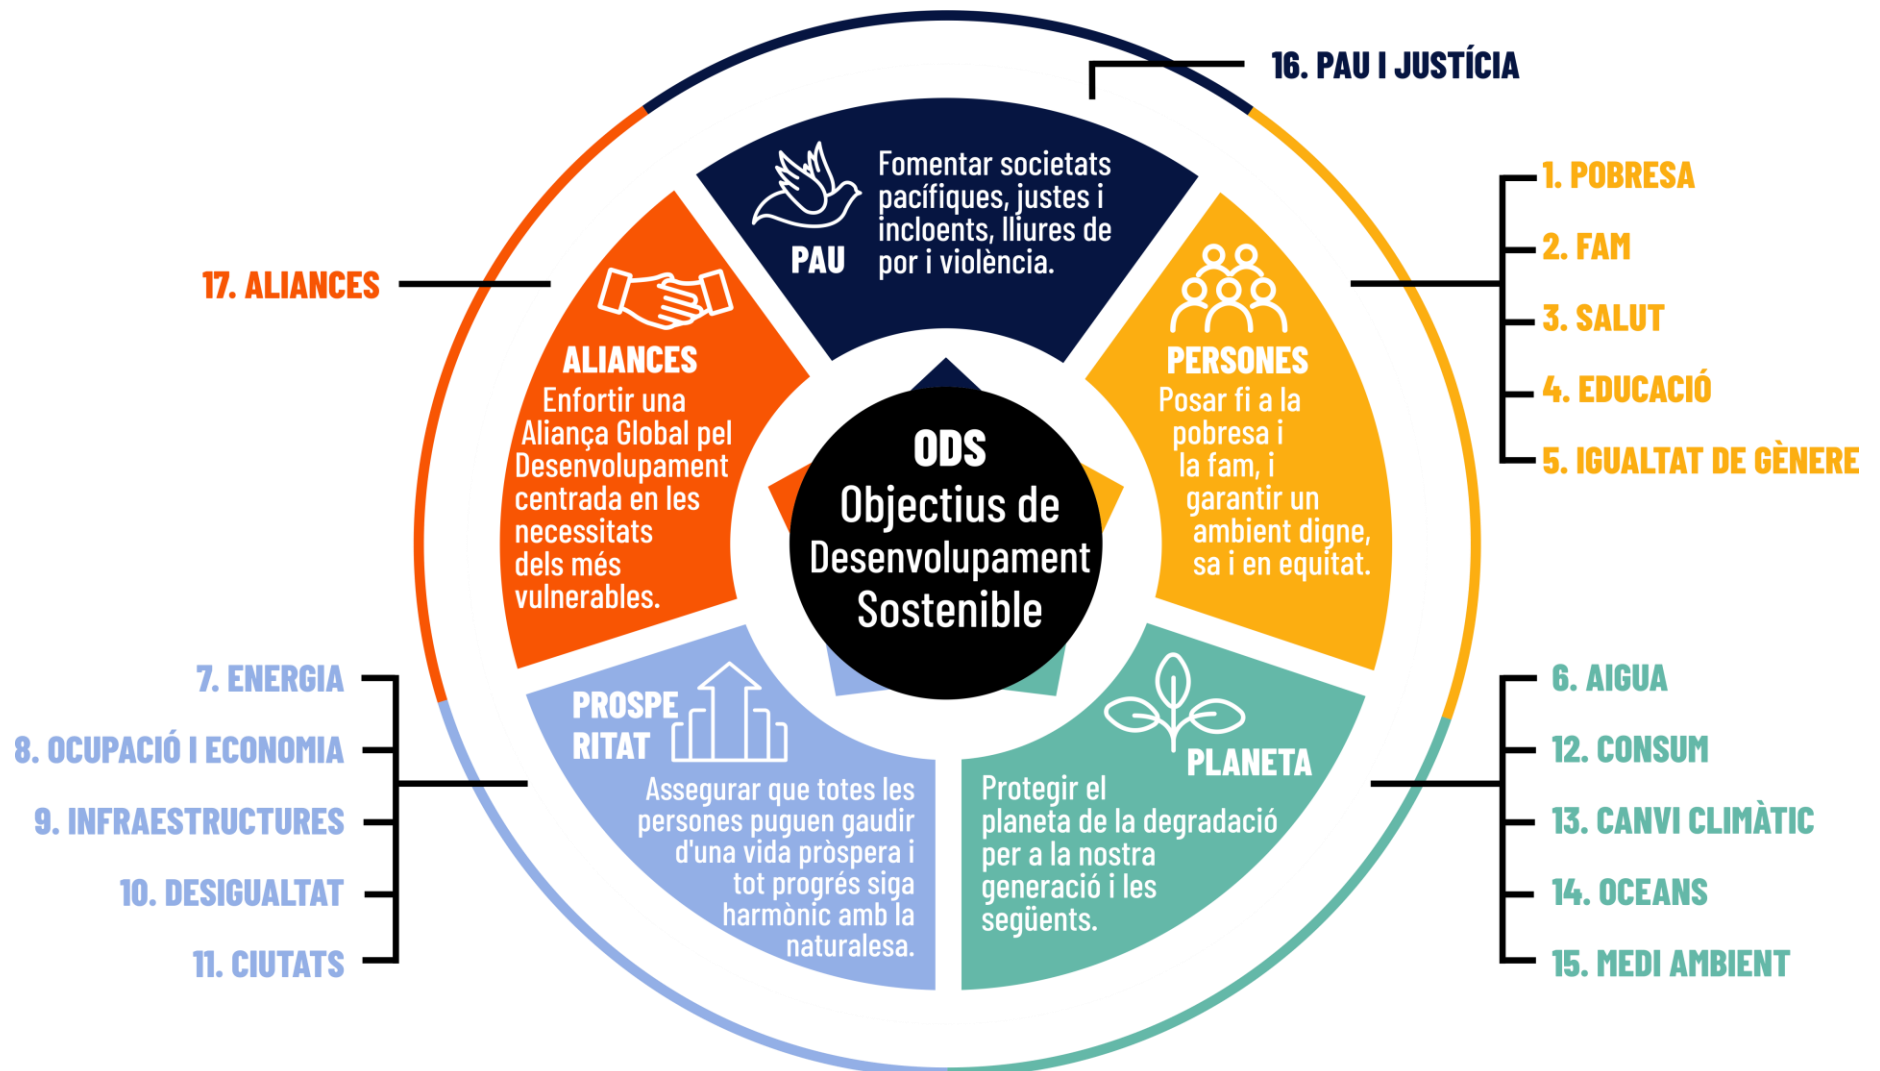 16. PAU I JUSTÍCIA
Fomentar societats
pacífiques, justes i
incloents, lliures de
por i violència.
PAU
1. POBRESA
2. FAM
3. SALUT
4. EDUCACIÓ
5. IGUALTAT DE GÈNERE
PERSONES
Posar fi a la
pobresa i
la fam, i
garantir un
ambient digne,
sa i en equitat.
17. ALIANCES
ALIANCES
Enfortir una
Aliança Global pel
Desenvolupament
centrada en les
necessitats
dels més
vulnerables.
ODS
Objectius de
Desenvolupament
Sostenible
7. ENERGIA
8. OCUPACIÓ I ECONOMIA
9. INFRAESTRUCTURES
10. DESIGUALTAT
11. CIUTATS
PROSPE
RITAT
Assegurar que totes les
persones puguen gaudir
d'una vida pròspera i
tot progrés siga
harmònic amb la
naturalesa.
PLANETA
Protegir el
planeta de la degradació
per a la nostra
generació i les
següents.
6. AIGUA
12. CONSUM
13. CANVI CLIMÀTIC
14. OCEANS
15. MEDI AMBIENT